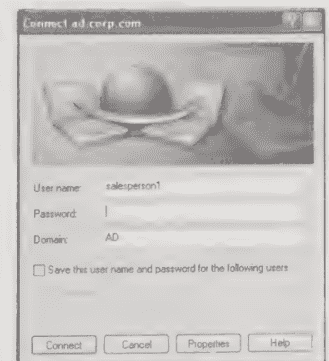 Connect ad.corp.com
User name: salesperson1
Password:
Domain: AD
Save this user name and password for the following users
Connect Cancel Properties Help